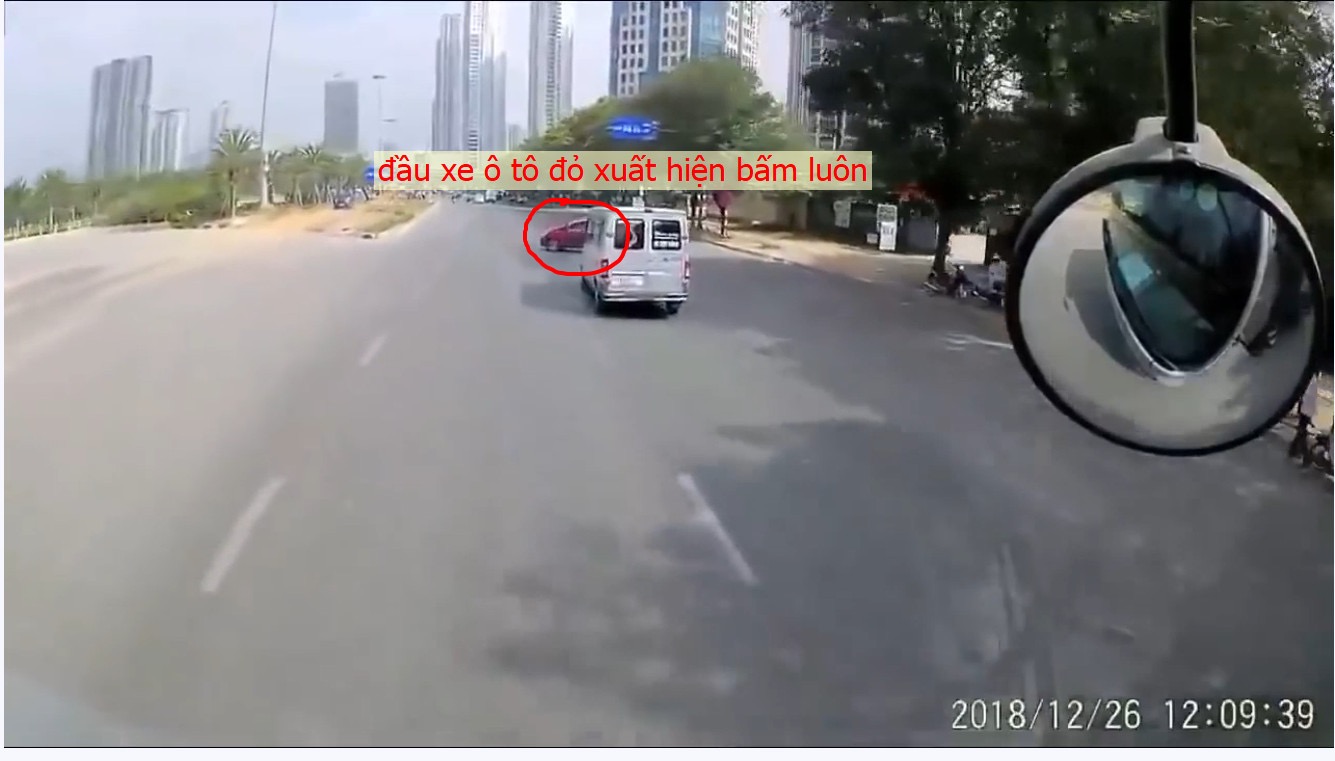 đầu xe ô tô đỏ xuất hiện bấm luôn
2018/12/26 12:09:39